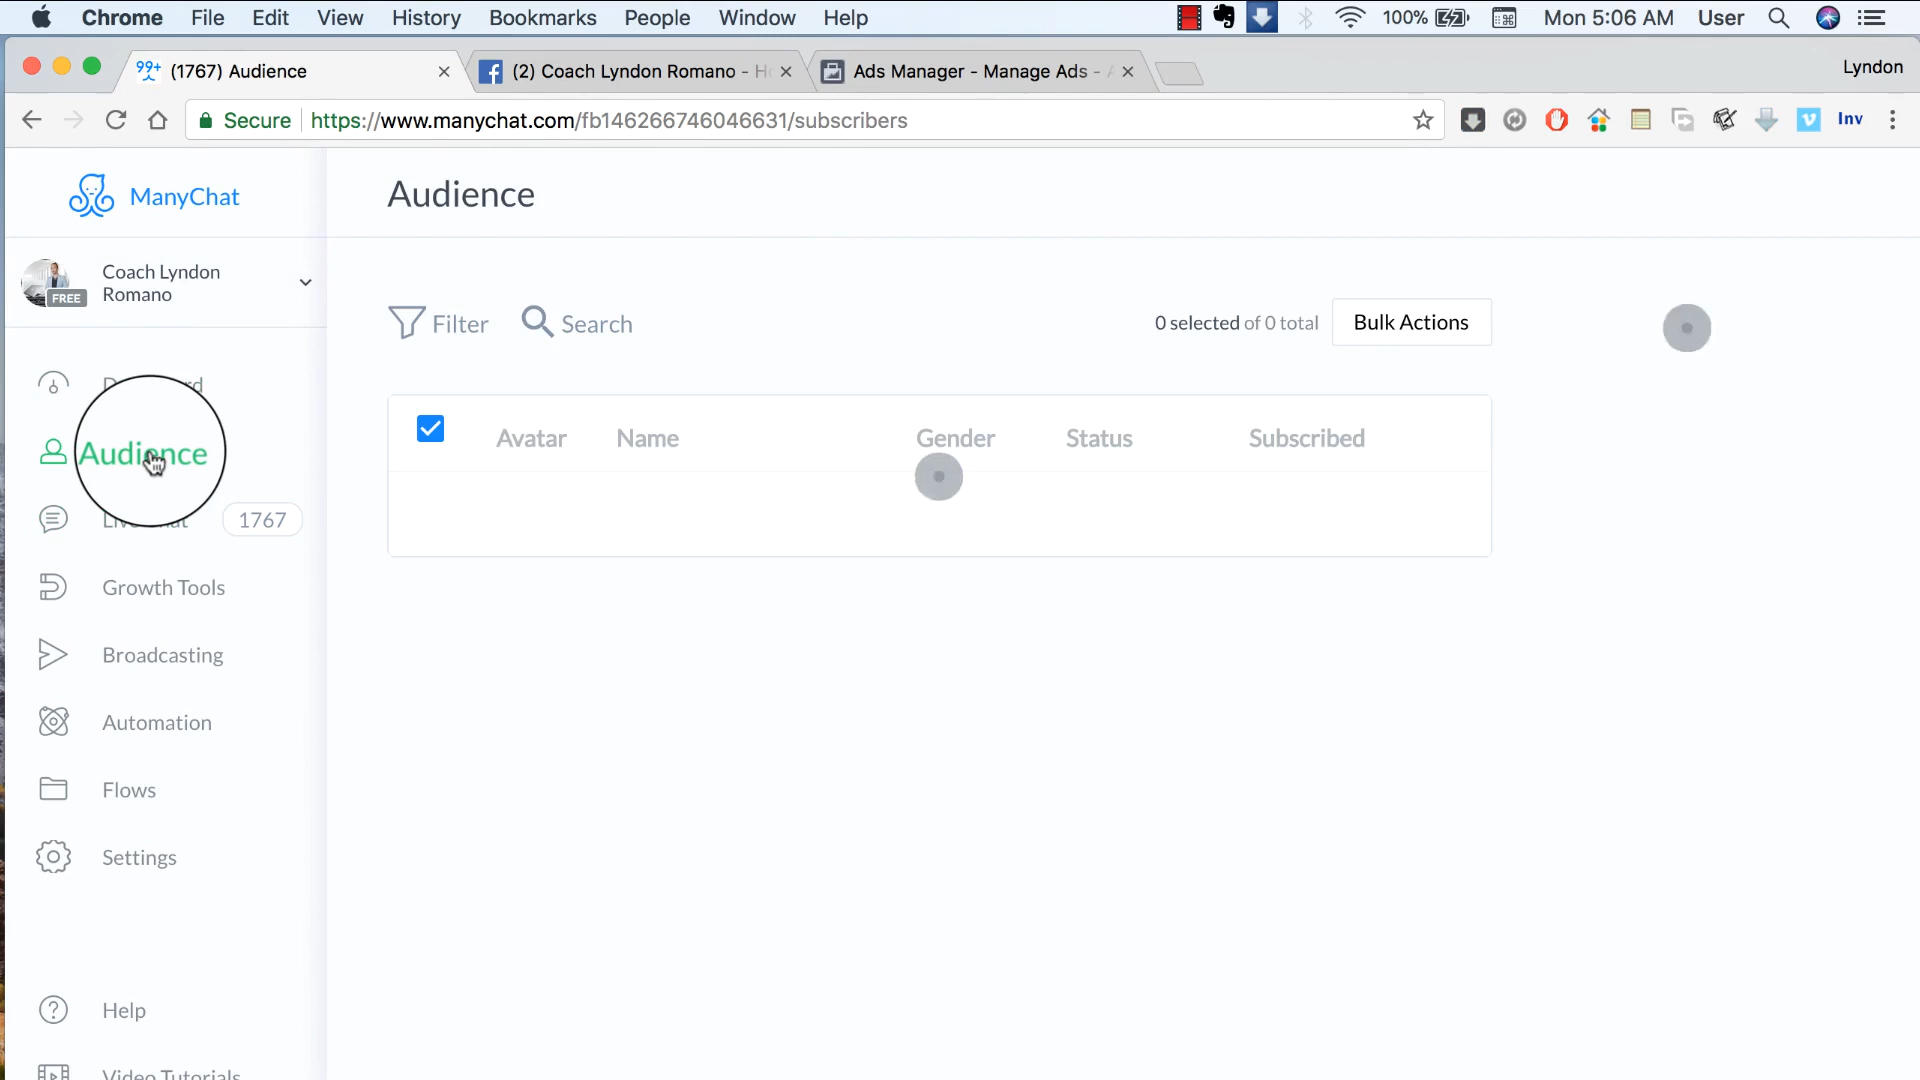 Chrome File Edit View History Bookmarks People Window Help 100% Mon 5:06 AM User
99+ (1767) Audience (2) Coach Lyndon Romano - Ho Ads Manager - Manage Ads - Lyndon
Secure https://www.manychat.com/fb146266746046631/subscribers Inv
ManyChat
Audience
Coach Lyndon
Romano
FREE
Filter Search 0 selected of 0 total Bulk Actions
Audience
Avatar Name Gender Status Subscribed
1767
Growth Tools
Broadcasting
Automation
Flows
Settings
Help
Video Tutorials